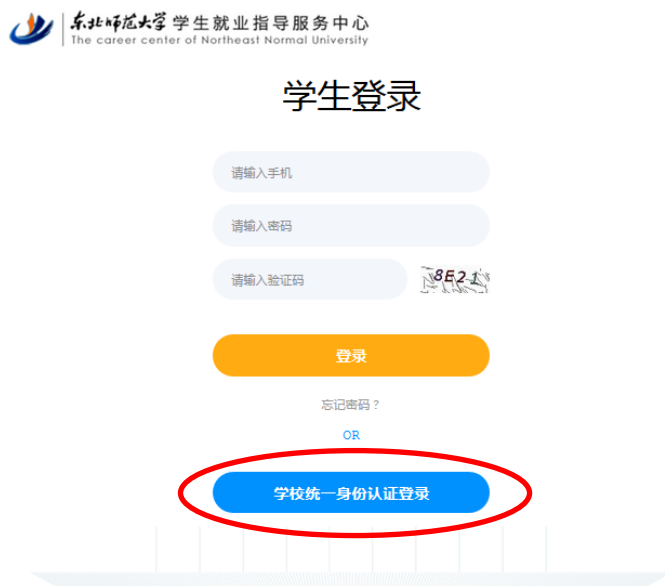 东北师范大学 学生就业指导服务中心
The career center of Northeast Normal University
学生登录
请输入手机
请输入密码
请输入验证码 8E21
登录
忘记密码？
OR
学校统一身份认证登录